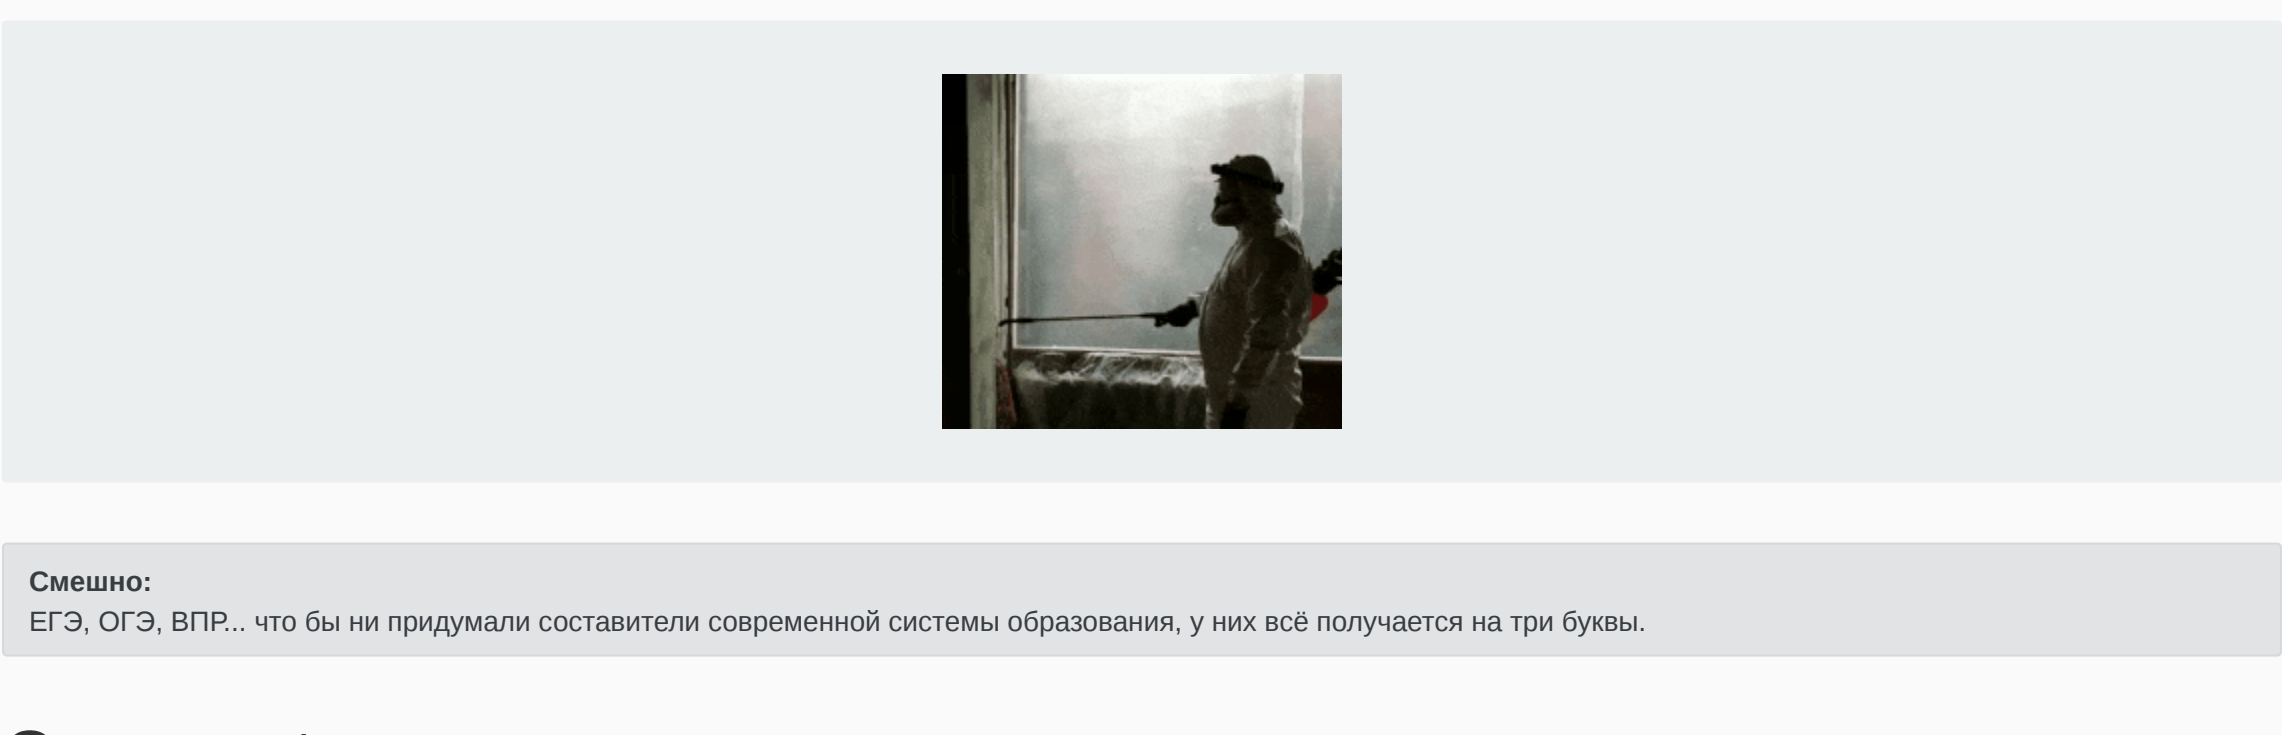 Смешно:
ЕГЭ, ОГЭ, ВПР... что бы ни придумали составители современной системы образования, у них всё получается на три буквы.